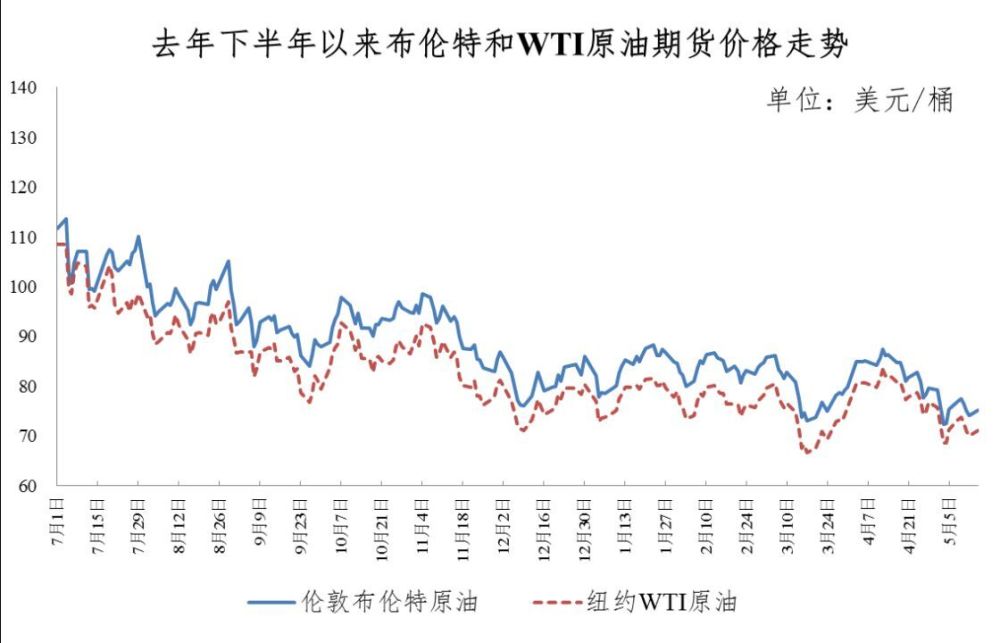 去年下半年以来布伦特和WTI原油期货价格走势
单位：美元/桶
140
130
120
110
100
90
80
70
60
7月1日
7月15日
7月29日
8月12日
8月26日
9月9日
9月23日
10月7日
10月21日
11月4日
11月18日
12月2日
12月16日
12月30日
1月13日
1月27日
2月10日
2月24日
3月10日
3月24日
4月7日
4月21日
5月5日
伦敦布伦特原油
纽约WTI原油